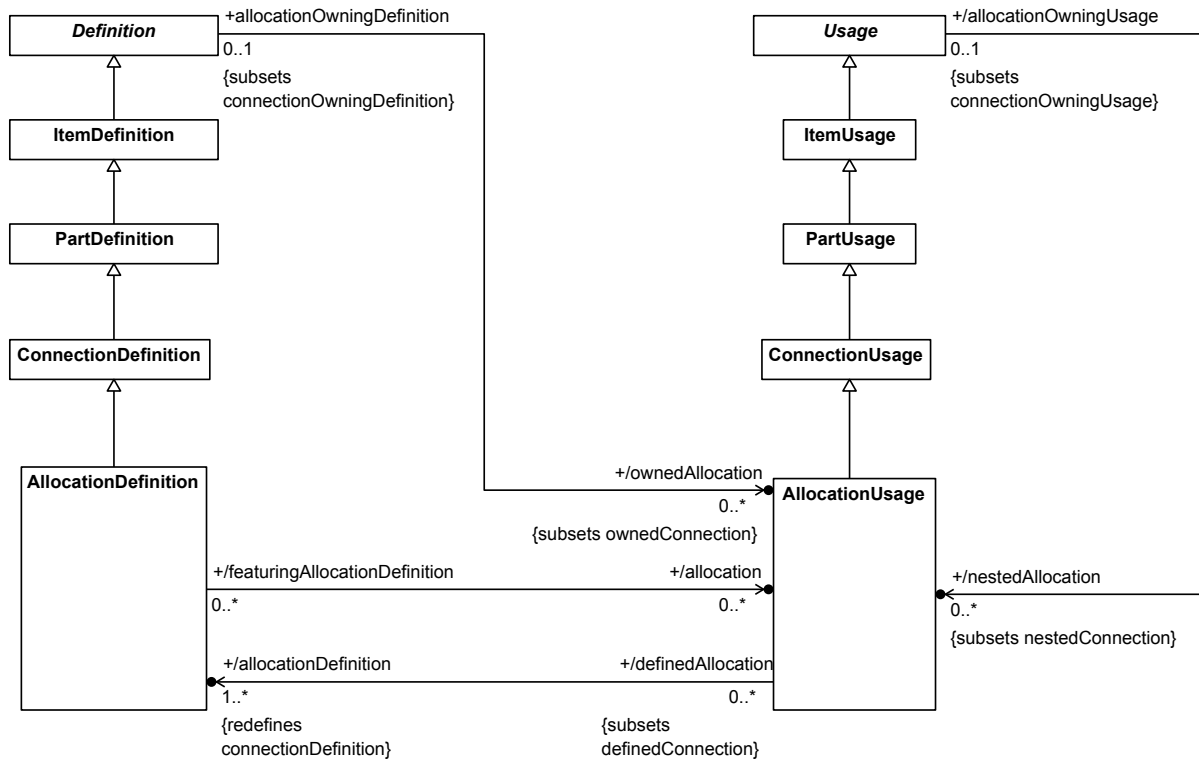 +allocationOwningDefinition
+/allocationOwningUsage
Definition
Usage
0..1
0..1
{subsets
connectionOwningDefinition}
{subsets
connectionOwningUsage}
ItemDefinition
ItemUsage
PartDefinition
PartUsage
ConnectionDefinition
ConnectionUsage
AllocationDefinition
+/ownedAllocation
AllocationUsage
0..*
{subsets ownedConnection}
+/featuringAllocationDefinition
+/allocation
+/nestedAllocation
0..*
0..*
0..*
{subsets nestedConnection}
+/allocationDefinition
+/definedAllocation
1..*
0..*
{redefines
connectionDefinition}
{subsets
definedConnection}